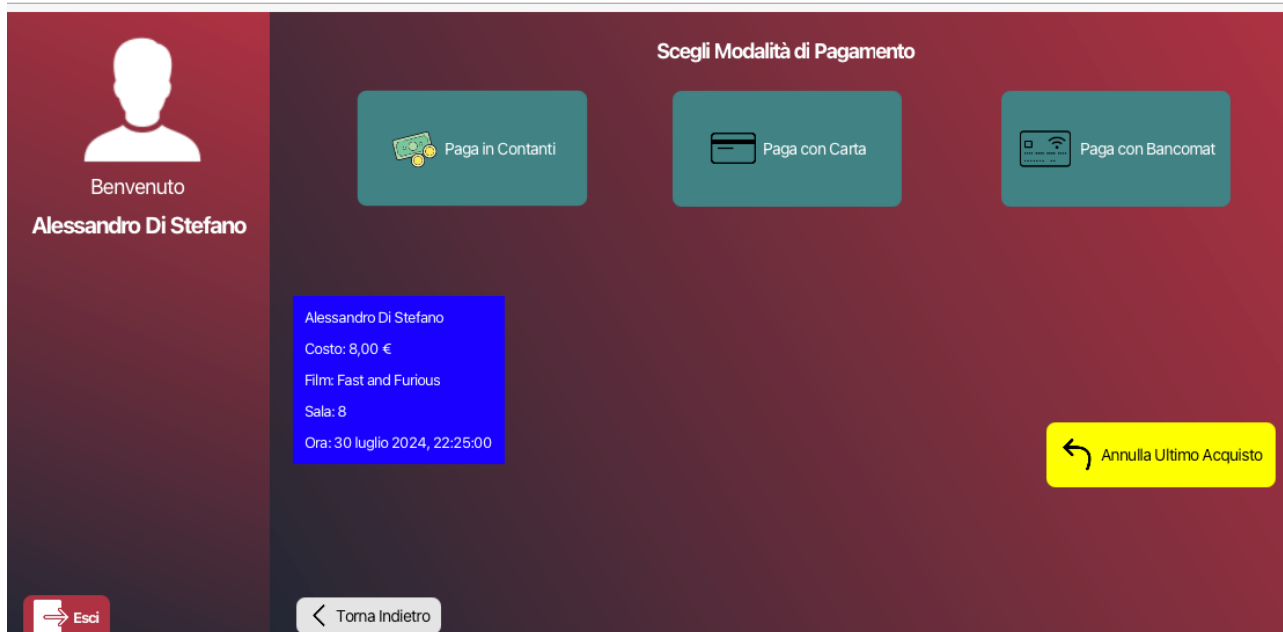 Benvenuto
Alessandro Di Stefano
Esci
Scegli Modalità di Pagamento
Paga in Contanti
Paga con Carta
Paga con Bancomat
Alessandro Di Stefano
Costo: 8,00 €
Film: Fast and Furious
Sala: 8
Ora: 30 luglio 2024, 22:25:00
Annulla Ultimo Acquisto
Torna Indietro